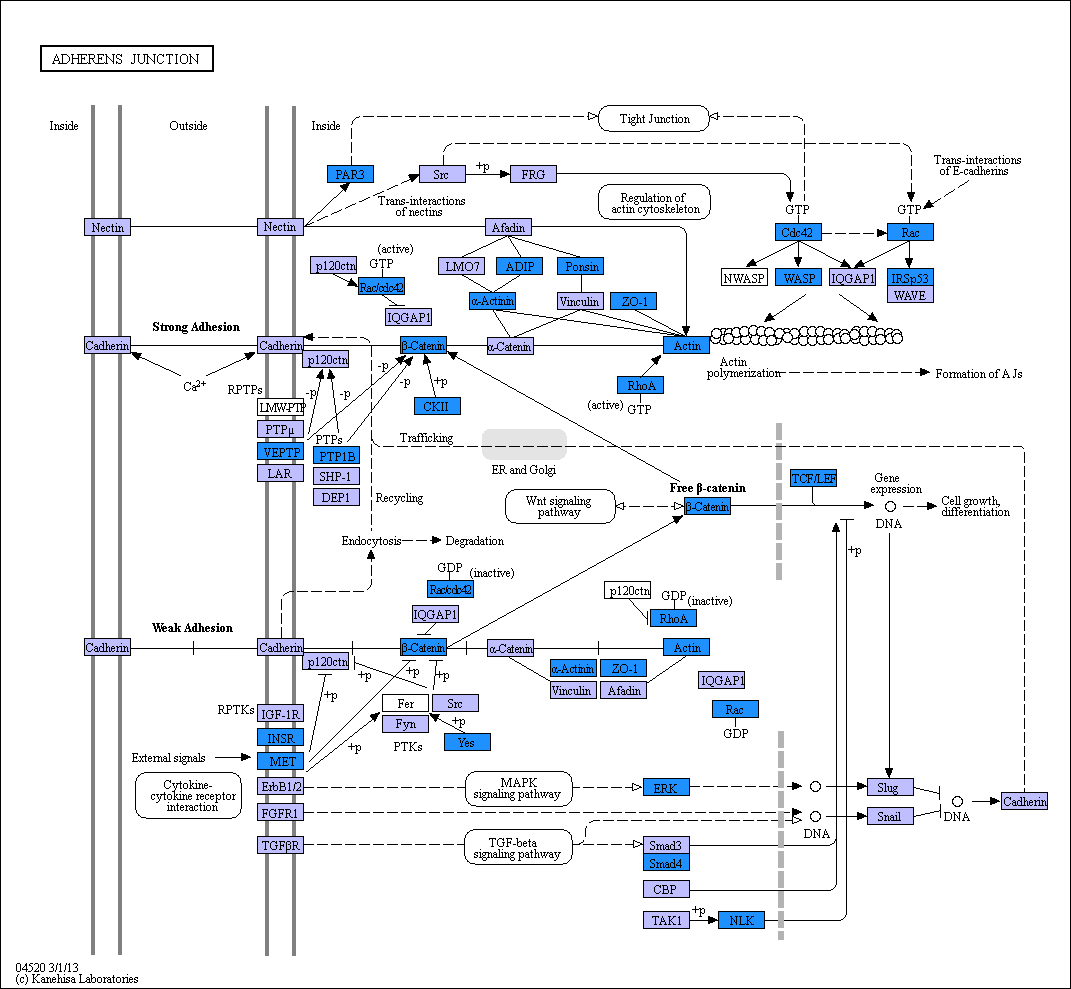 ADHERENS JUNCTION
Inside
Outside
Inside
Tight Junction
PAR3
Src
+p
FRG
Trans-interactions
of E-cadherins
Trans-interactions
of nectins
Regulation of
actin cytoskeleton
GTP
GTP
Nectin
Nectin
Afadin
Cdc42
Rac
p120ctn
(active)
GTP
LMO7
ADIP
Ponsin
NWASP
WASP
IQGAP1
IRSp53
WAVE
Rac/cdc42
α-Actinin
Vinculin
ZO-1
IQGAP1
Strong Adhesion
Cadherin
Cadherin
p120ctn
β-Catenin
α-Catenin
Actin
Actin
polymerization
Formation of AJs
Ca2+
RPTPs
-p
-p
-p
-p
+p
RhoA
(active)
GTP
LMW-PTP
CKII
PTPμ
PTPs
Trafficking
VEPTP
PTP1B
LAR
SHP-1
DEP1
ER and Golgi
Recycling
TCF/LEF
Gene
expression
Free β-catenin
Wnt signaling
pathway
β-Catenin
DNA
Cell growth,
differentiation
Endocytosis
Degradation
+p
GDP
(inactive)
Rac/cdc42
p120ctn
GDP
(inactive)
IQGAP1
RhoA
Weak Adhesion
Cadherin
Cadherin
p120ctn
β-Catenin
α-Catenin
Actin
+p
+p
+p
α-Actinin
ZO-1
Vinculin
Afadin
IQGAP1
+p
Fer
Src
RPTKs
IGF-1R
Fyn
+p
Rac
GDP
INSR
+p
PTKs
Yes
External signals
MET
Cytokine-
cytokine receptor
interaction
ErbB1/2
MAPK
signaling pathway
ERK
Slug
FGFR1
Snail
DNA
DNA
Cadherin
TGFβR
TGF-beta
signaling pathway
Smad3
Smad4
CBP
TAK1
+p
NLK
04520 3/1/13
(c) Kanehisa Laboratories